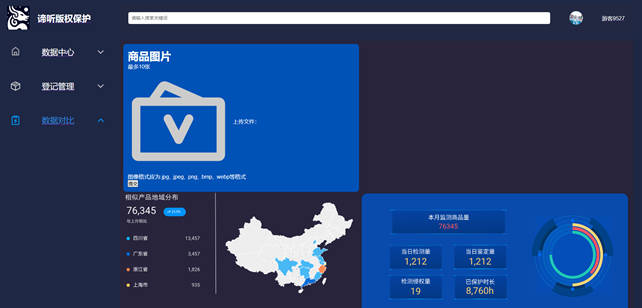 谛听版权保护
请输入搜索关键词
游客9527
数据中心
登记管理
数据对比
商品图片
最多10张
上传文件：
图像格式应为.jpg、jpeg、png、bmp、webp等格式
提交
相似产品地域分布
76,345
较上月相比
四川省 13,457
广东省 3,457
浙江省 1,826
上海市 935
本月监测商品量
76345
当日检测量
1,212
当日鉴定量
1,212
检测侵权量
19
已保护时长
8,760h